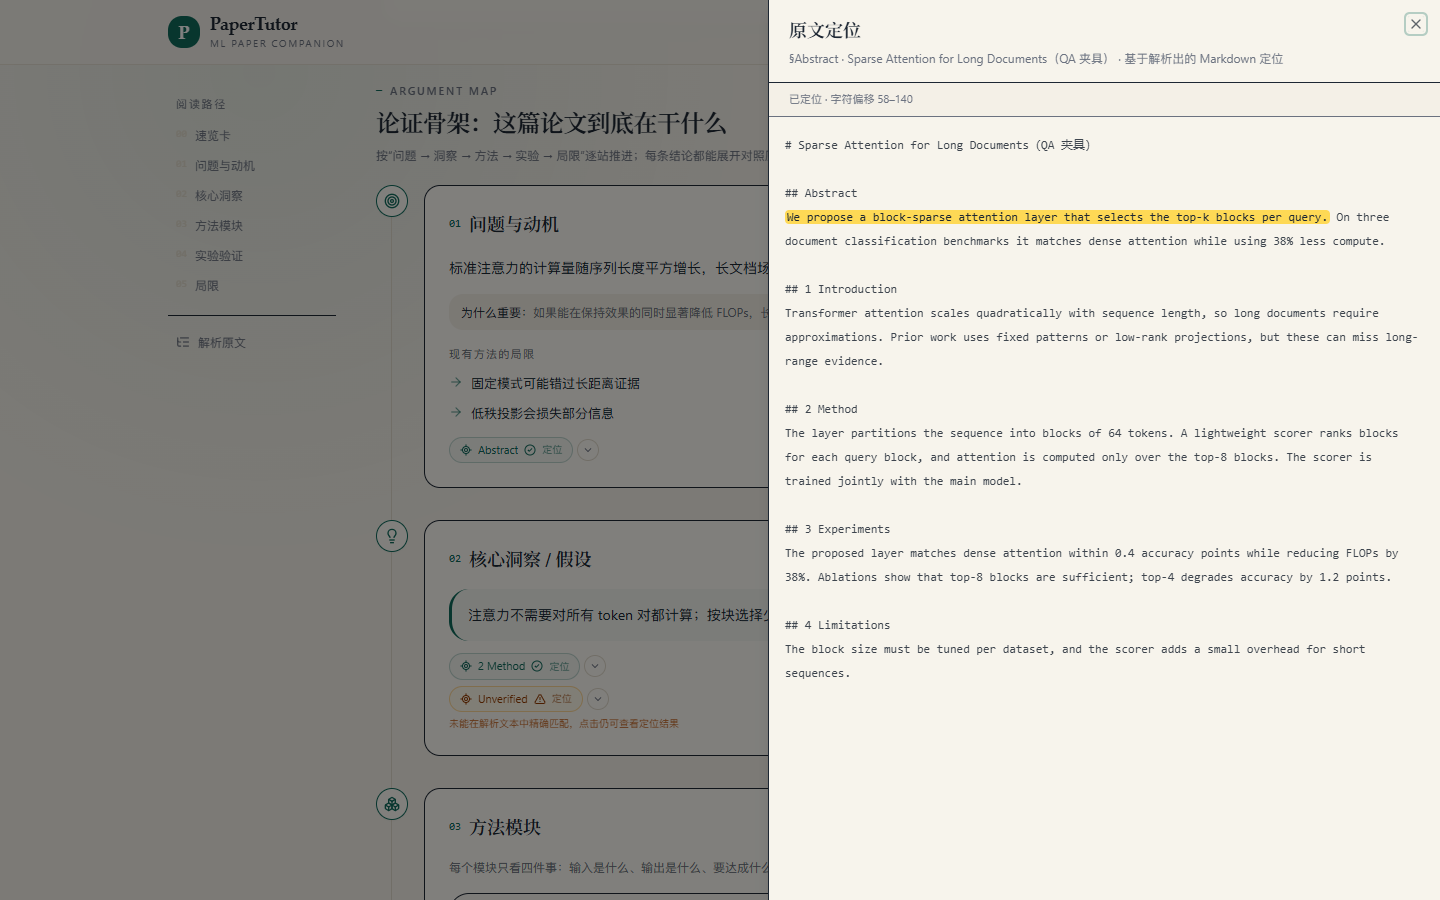 P
PaperTutor
ML PAPER COMPANION
阅读路径
速览卡
01 问题与动机
核心洞察
方法模块
实验验证
05 局限
解析原文
ARGUMENT MAP
论证骨架：这篇论文到底在干什么
按“问题 → 洞察 → 方法 → 实验 → 局限”逐站推进；每条结论都能展开对照
01 问题与动机
标准注意力的计算量随序列长度平方增长，长文档场
为什么重要：如果能在保持效果的同时显著降低 FLOPs，
现有方法的局限
固定模式可能错过长距离证据
低秩投影会损失部分信息
Abstract 定位
02 核心洞察 / 假设
注意力不需要对所有 token 对都计算；按块选择
2 Method 定位
Unverified 定位
未能在解析文本中精确匹配，点击仍可查看定位结果
03 方法模块
每个模块只看四件事：输入是什么、输出是什么、要达成什
原文定位
§Abstract · Sparse Attention for Long Documents（QA 夹具） · 基于解析出的 Markdown 定位
已定位 · 字符偏移 58–140
# Sparse Attention for Long Documents (QA 夹具)
## Abstract
We propose a block-sparse attention layer that selects the top-k blocks per query. On three
document classification benchmarks it matches dense attention while using 38% less compute.
## 1 Introduction
Transformer attention scales quadratically with sequence length, so long documents require
approximations. Prior work uses fixed patterns or low-rank projections, but these can miss long-
range evidence.
## 2 Method
The layer partitions the sequence into blocks of 64 tokens. A lightweight scorer ranks blocks
for each query block, and attention is computed only over the top-8 blocks. The scorer is
trained jointly with the main model.
## 3 Experiments
The proposed layer matches dense attention within 0.4 accuracy points while reducing FLOPs by
38%. Ablations show that top-8 blocks are sufficient; top-4 degrades accuracy by 1.2 points.
## 4 Limitations
The block size must be tuned per dataset, and the scorer adds a small overhead for short
sequences.